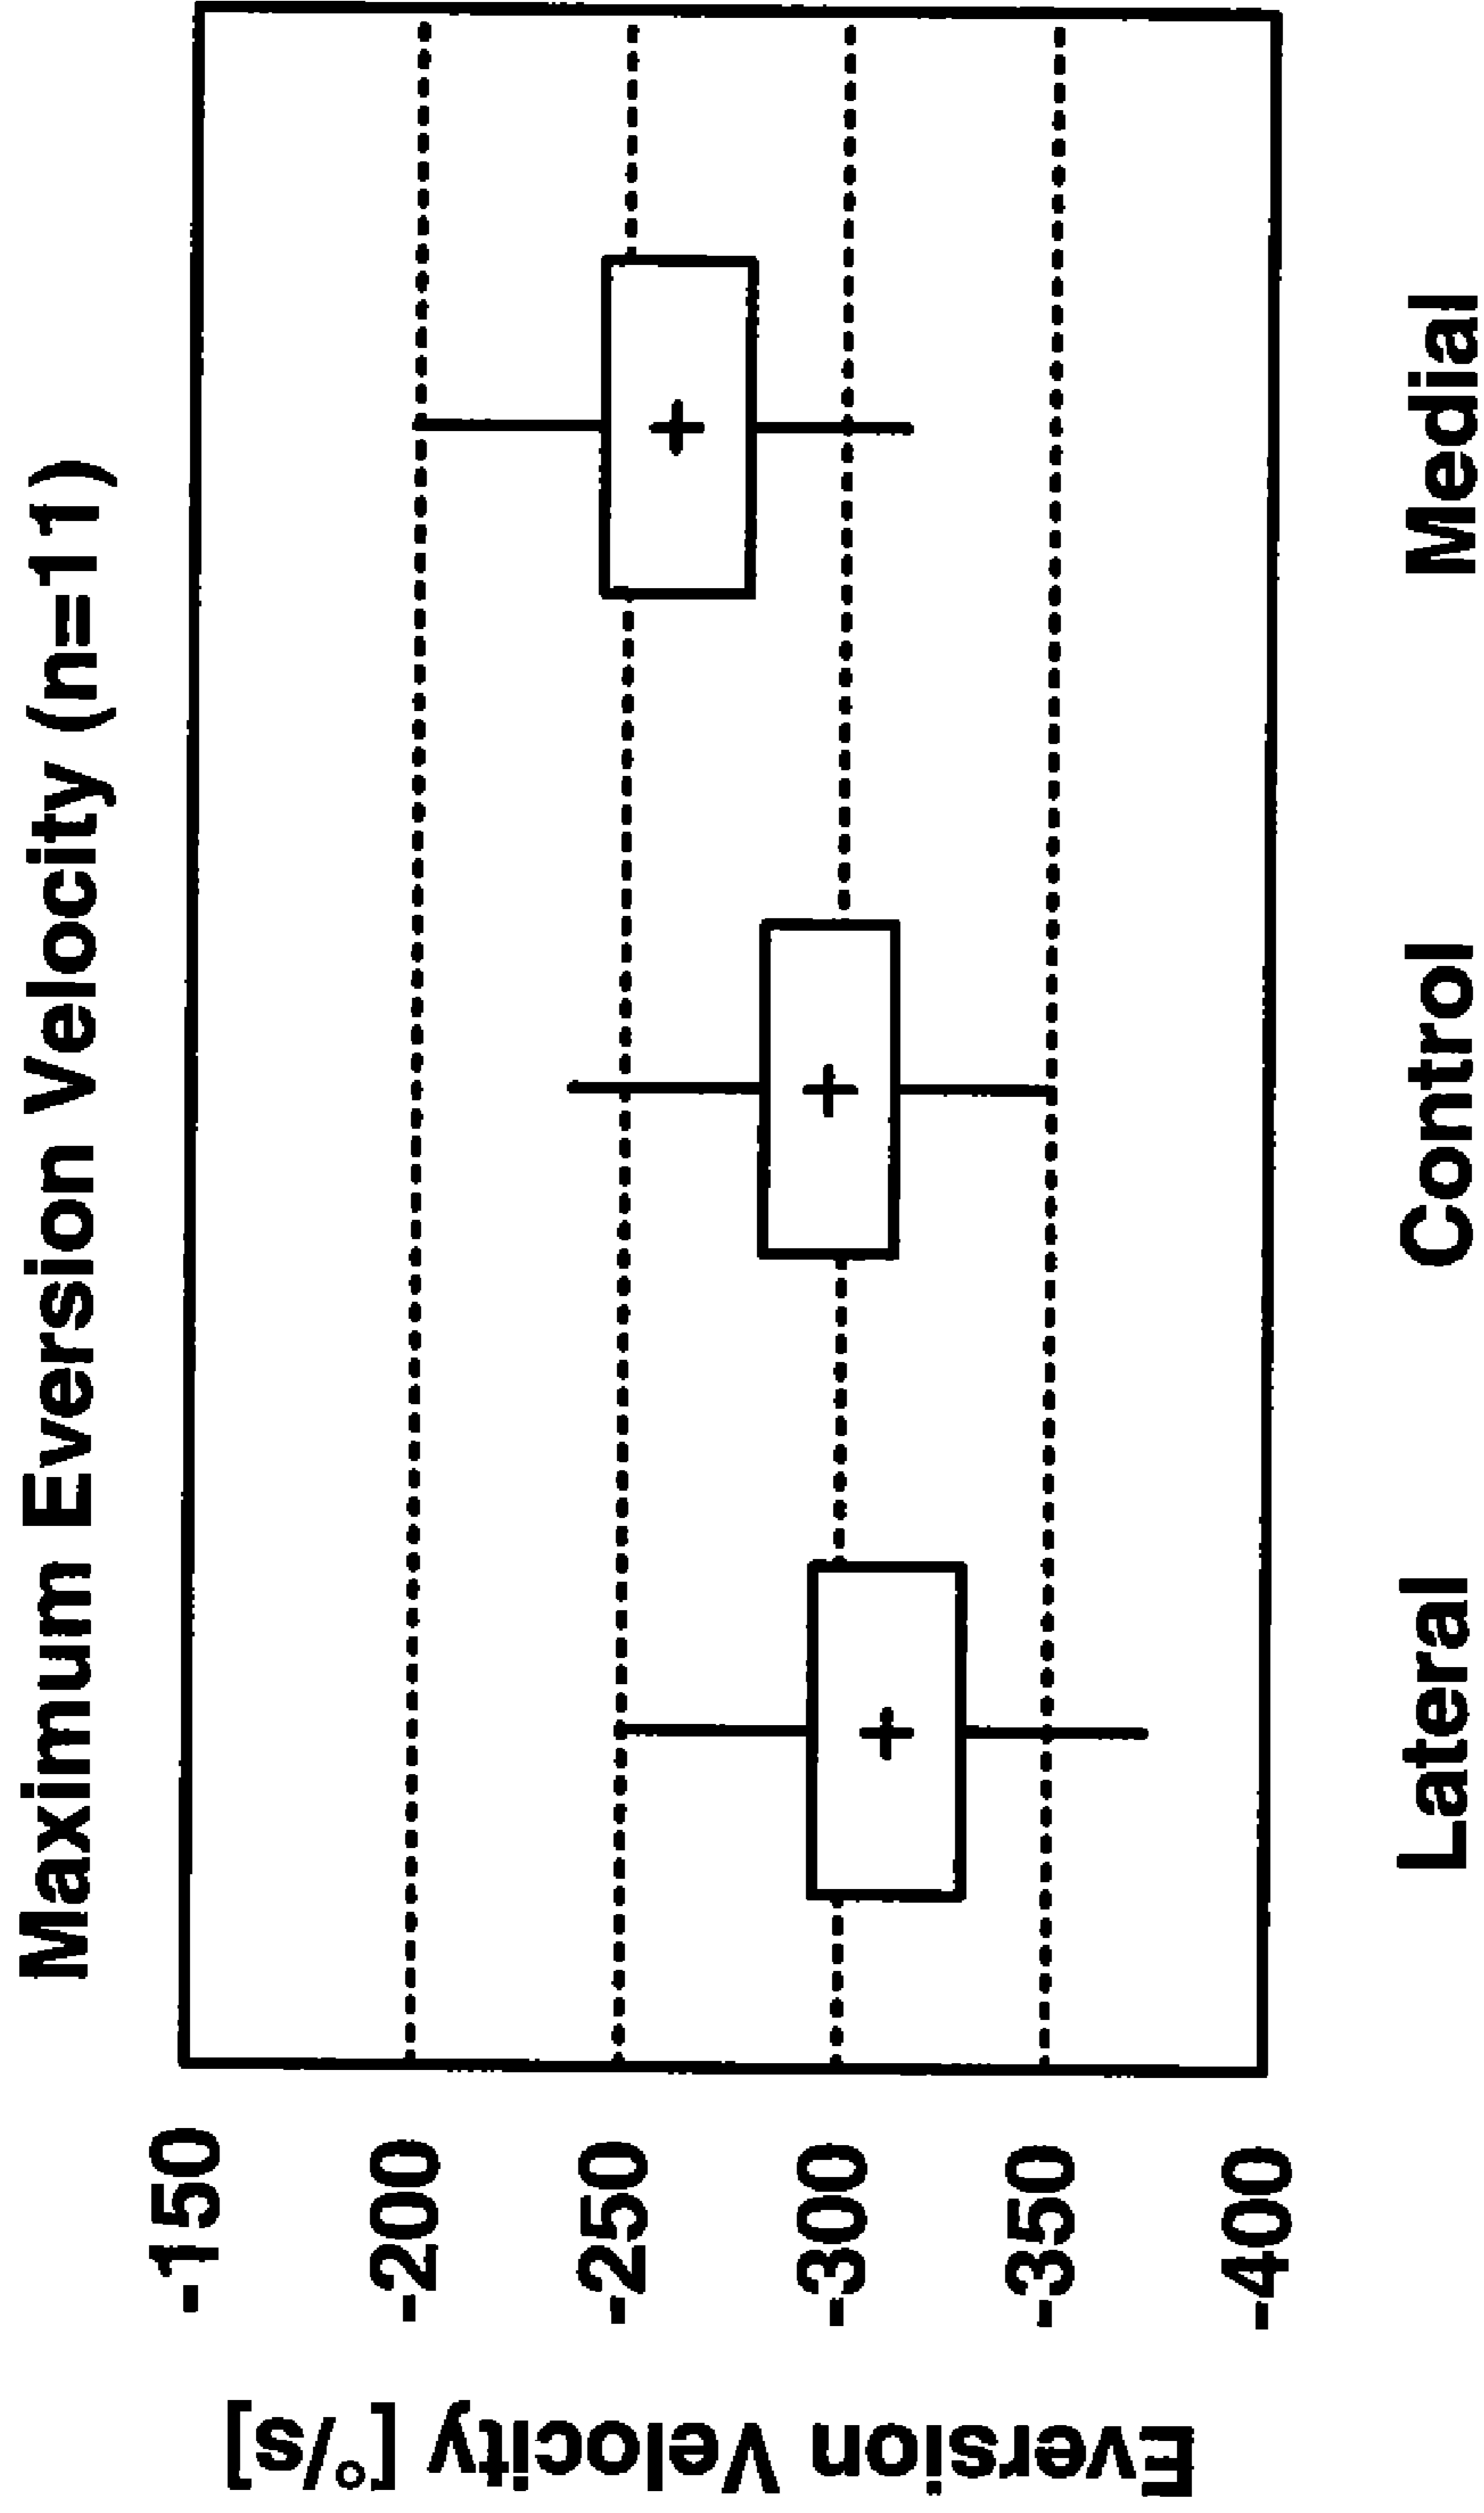 Maximum Eversion Velocity (n=11)
Eversion velocity [°/s]
-150
-200
-250
-300
-350
-400
Lateral
Control
Medial